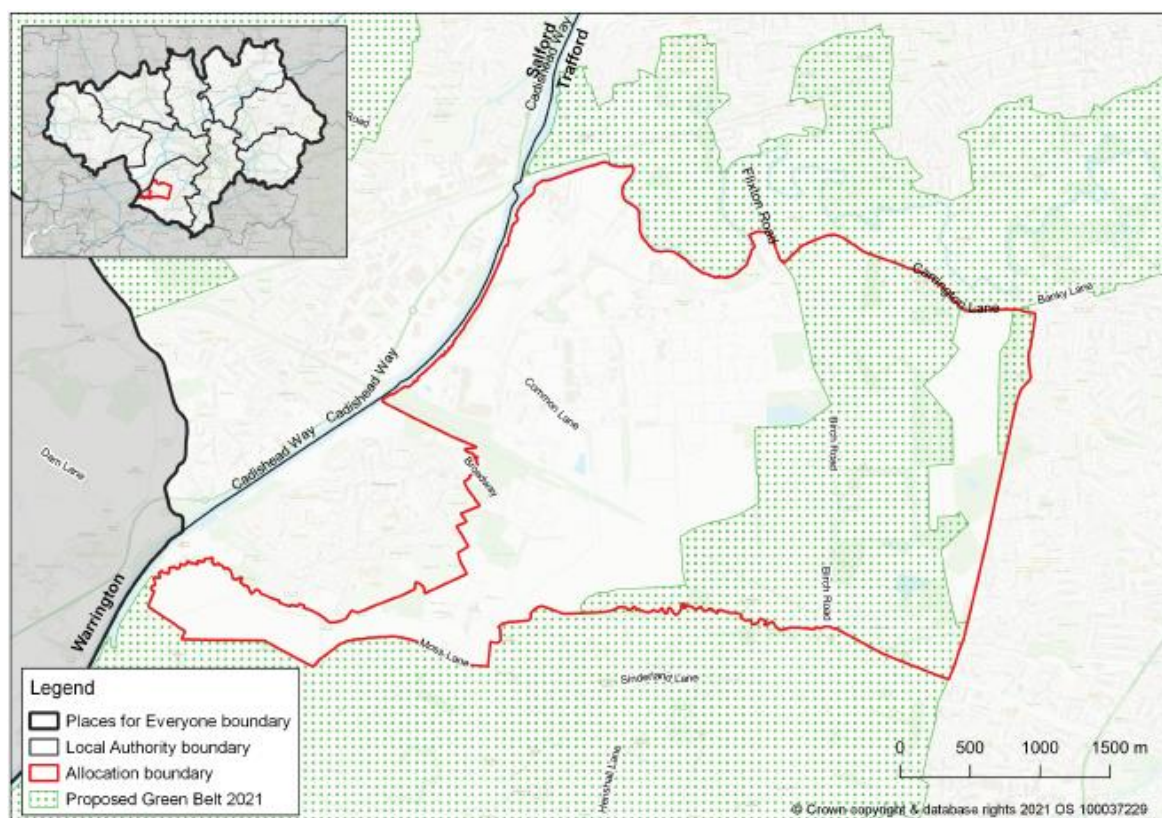 Salford
Trafford
Cadishead Way
Road
Flixton Road
Carrington Lane
Banky Lane
Cadishead Way
Common Lane
Cadishead Way
Broadway
Birch Road
Dam Lane
Birch Road
Warrington
Moss Lane
Sinderland Lane
Henshall Lane
Legend
Places for Everyone boundary
Local Authority boundary
Allocation boundary
Proposed Green Belt 2021
0 500 1000 1500 m
© Crown copyright & database rights 2021 OS 100037229